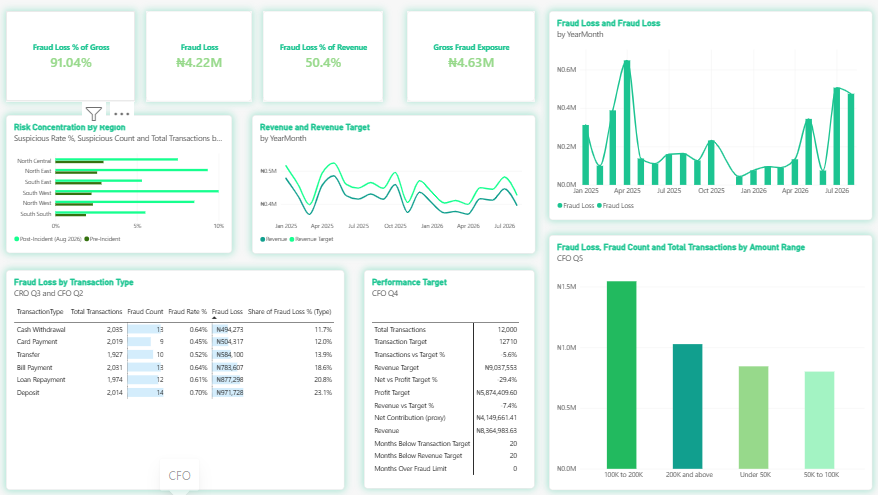 Fraud Loss % of Gross
91.04%
Fraud Loss
₦4.22M
Fraud Loss % of Revenue
50.4%
Gross Fraud Exposure
₦4.63M
Fraud Loss and Fraud Loss
by YearMonth
₦0.6M
₦0.4M
₦0.2M
₦0.0M
Jan 2025 Apr 2025 Jul 2025 Oct 2025 Jan 2026 Apr 2026 Jul 2026
Fraud Loss Fraud Loss
Risk Concentration By Region
Suspicious Rate %, Suspicious Count and Total Transactions b...
North Central
North East
South East
South West
North West
South South
0% 5% 10%
Post-Incident (Aug 2026) Pre-Incident
Revenue and Revenue Target
by YearMonth
₦0.5M
₦0.4M
Jan 2025 Apr 2025 Jul 2025 Oct 2025 Jan 2026 Apr 2026 Jul 2026
Revenue Revenue Target
Fraud Loss by Transaction Type
CRO Q3 and CFO Q2
TransactionType Total Transactions Fraud Count Fraud Rate % Fraud Loss Share of Fraud Loss % (Type)
Cash Withdrawal 2,035 13 0.64% ₦494,273 11.7%
Card Payment 2,019 9 0.45% ₦504,317 12.0%
Transfer 1,927 10 0.52% ₦584,100 13.9%
Bill Payment 2,031 13 0.64% ₦783,607 18.6%
Loan Repayment 1,974 12 0.61% ₦877,298 20.8%
Deposit 2,014 14 0.70% ₦971,728 23.1%
CFO
Performance Target
CFO Q4
Total Transactions 12,000
Transaction Target 12710
Transactions vs Target % -5.6%
Revenue Target ₦9,037,553
Net vs Profit Target % -29.4%
Profit Target ₦5,874,409.60
Revenue vs Target % -7.4%
Net Contribution (proxy) ₦4,149,661.41
Revenue ₦8,364,983.63
Months Below Transaction Target 20
Months Below Revenue Target 20
Months Over Fraud Limit 0
Fraud Loss, Fraud Count and Total Transactions by Amount Range
CFO Q5
₦1.5M
₦1.0M
₦0.5M
₦0.0M
100K to 200K 200K and above Under 50K 50K to 100K